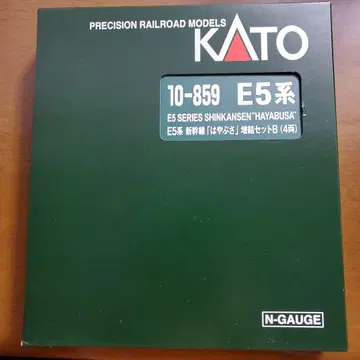 PRECISION RAILROAD MODELS
KATO
10-859 E5系
E5 SERIES SHINKANSEN "HAYABUSA"
E5系 新幹線「はやぶさ」増結セットB (4両)
N-GAUGE